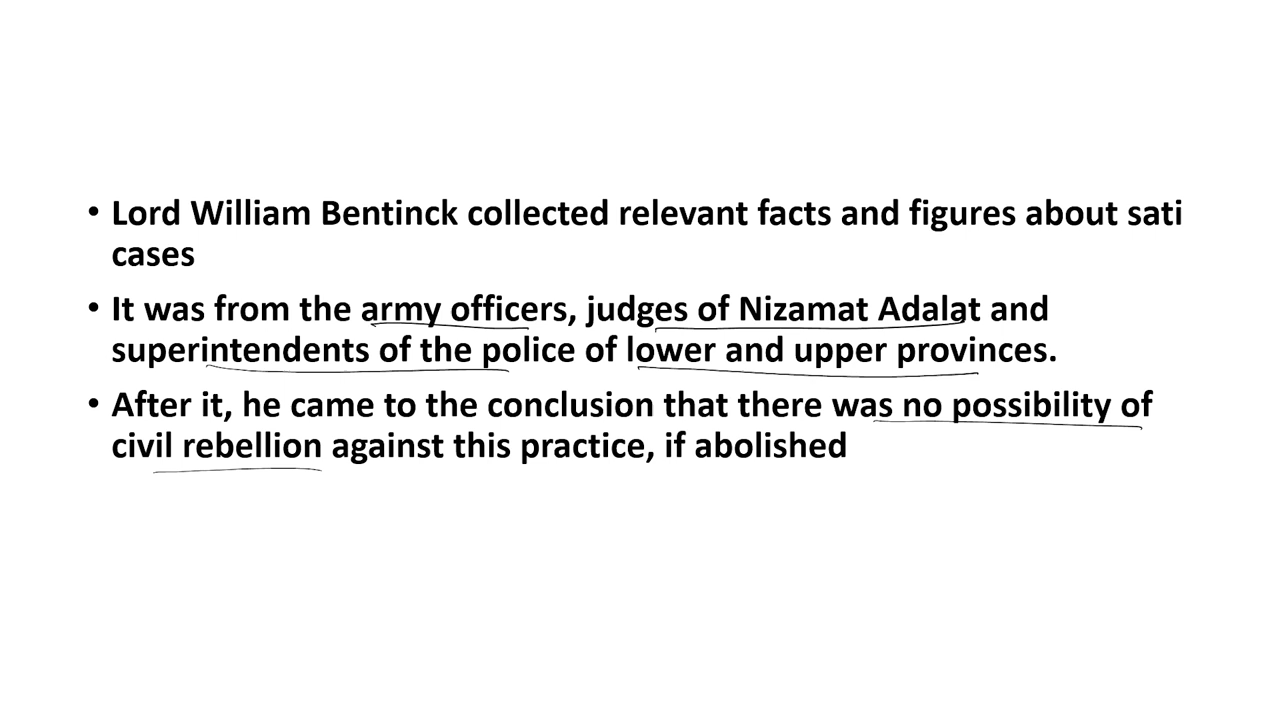 • Lord William Bentinck collected relevant facts and figures about sati
cases
• It was from the army officers, judges of Nizamat Adalat and
superintendents of the police of lower and upper provinces.
• After it, he came to the conclusion that there was no possibility of
civil rebellion against this practice, if abolished